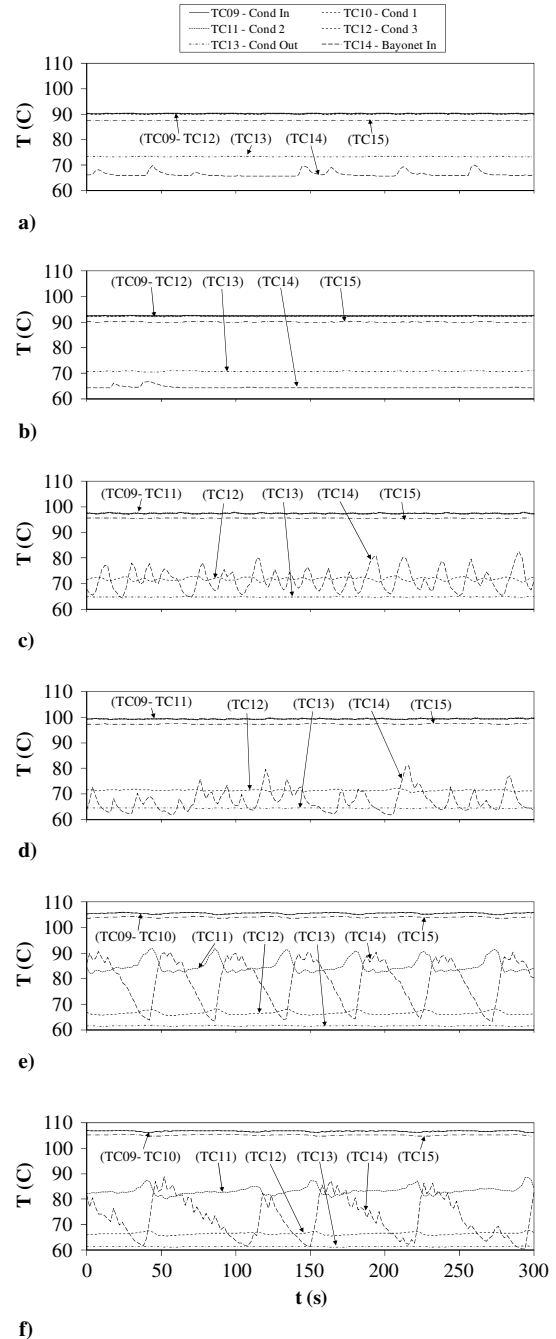 TC09 - Cond In TC10 - Cond 1
TC11 - Cond 2 TC12 - Cond 3
TC13 - Cond Out TC14 - Bayonet In
110
100
90
80
70
60
T (C)
(TC09- TC12) (TC13) (TC14) (TC15)
a)
110
100
90
80
70
60
T (C)
(TC09- TC12) (TC13) (TC14) (TC15)
b)
110
100
90
80
70
60
T (C)
(TC09- TC11) (TC12) (TC13) (TC14) (TC15)
c)
110
100
90
80
70
60
T (C)
(TC09- TC11) (TC12) (TC13) (TC14) (TC15)
d)
110
100
90
80
70
60
T (C)
(TC09- TC10) (TC11) (TC12) (TC13) (TC14) (TC15)
e)
110
100
90
80
70
60
T (C)
(TC09- TC10) (TC11) (TC12) (TC13) (TC14) (TC15)
0 50 100 150 200 250 300
t (s)
f)